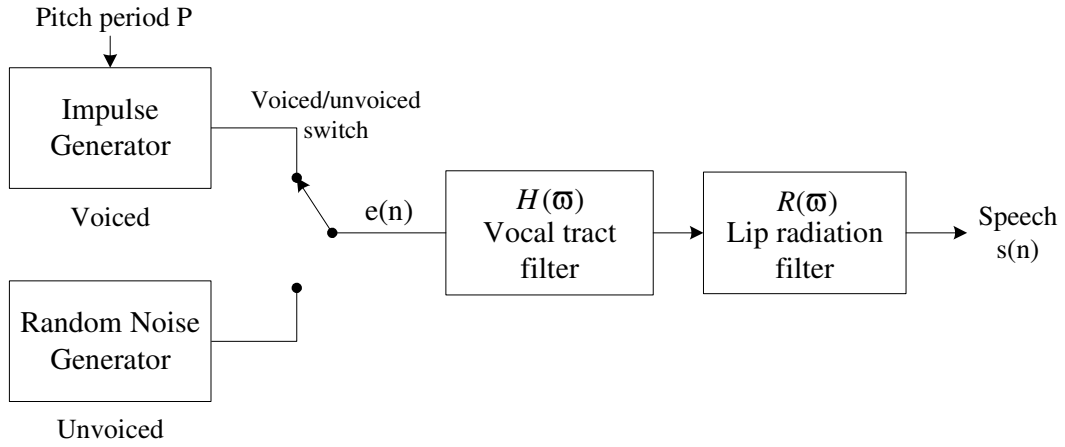 Pitch period P
Impulse
Generator
Voiced
Voiced/unvoiced
switch
e(n)
H(ϖ)
Vocal tract
filter
R(ϖ)
Lip radiation
filter
Speech
s(n)
Random Noise
Generator
Unvoiced